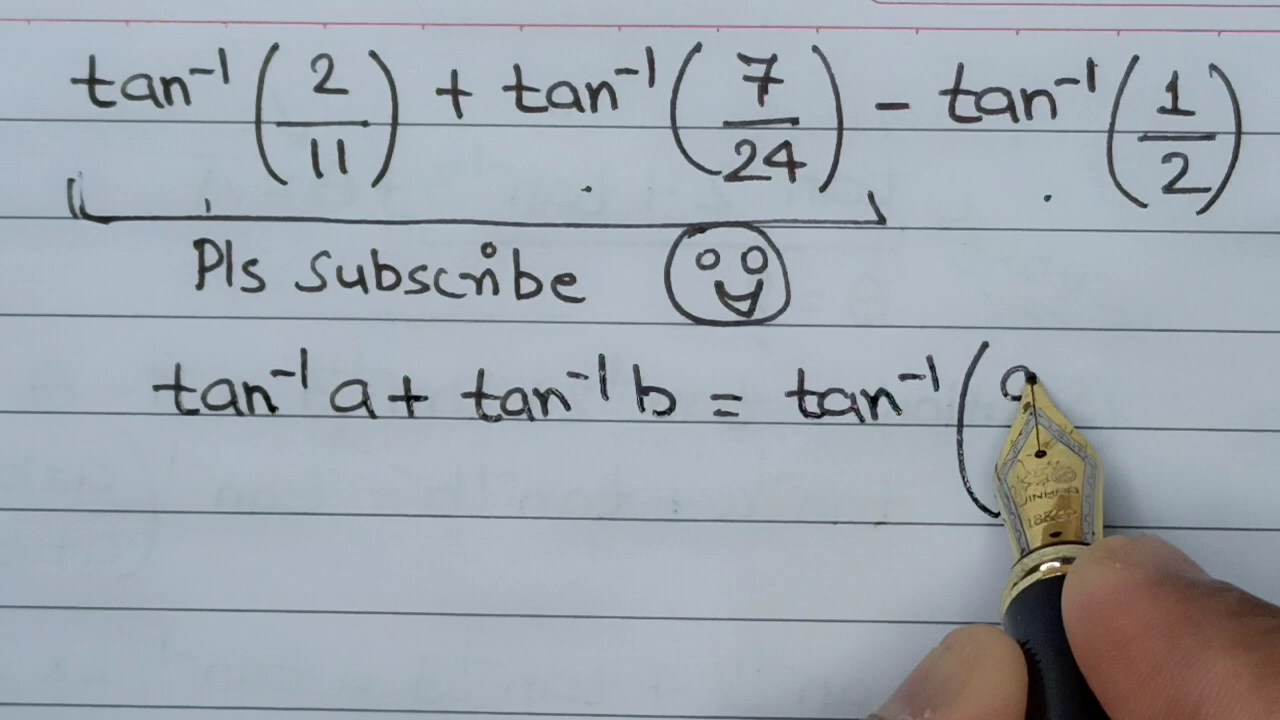 tan⁻¹(2/11) + tan⁻¹(7/24) - tan⁻¹(1/2)
Pls subscribe
tan⁻¹ a + tan⁻¹ b = tan⁻¹(a
JINHAO